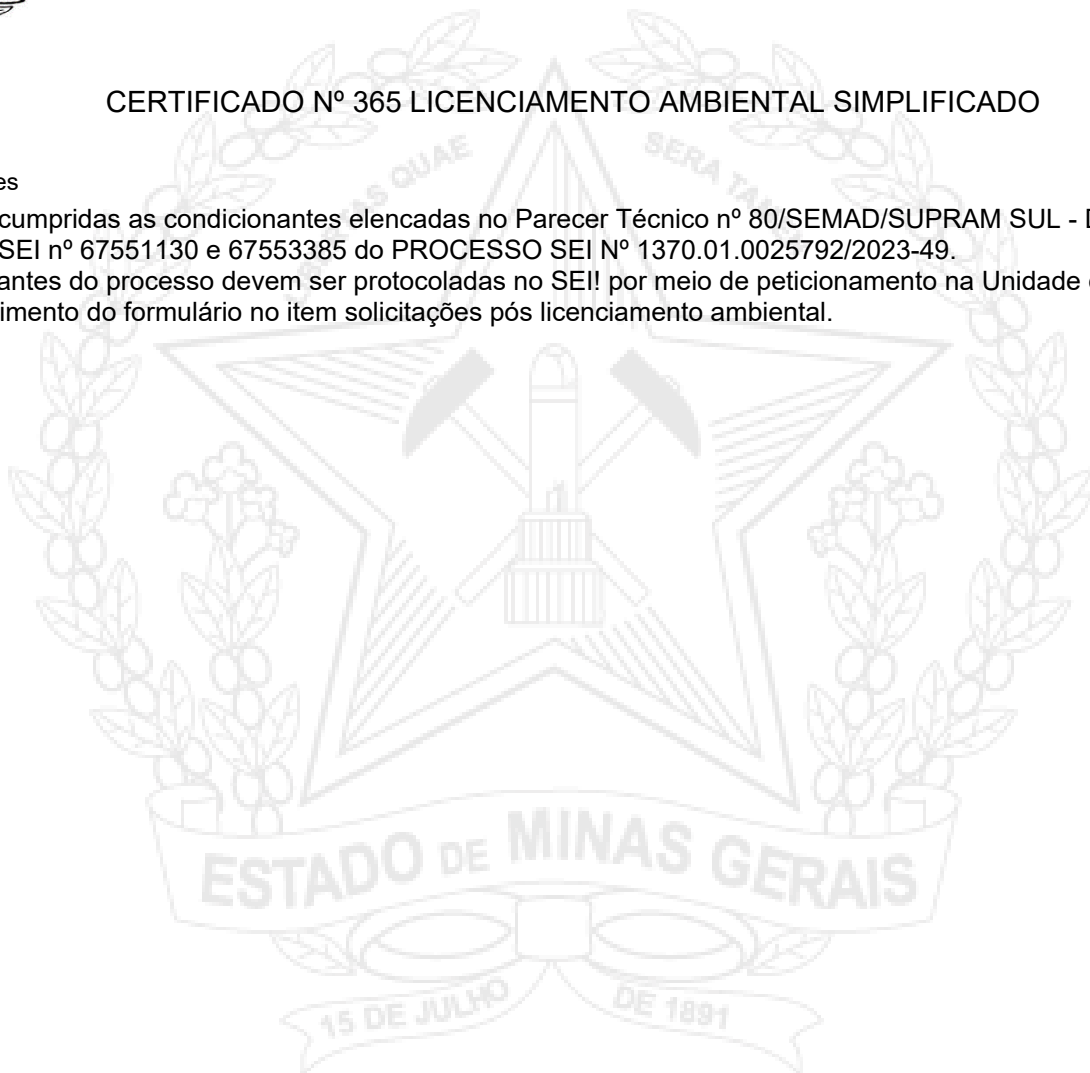 CERTIFICADO Nº 365 LICENCIAMENTO AMBIENTAL SIMPLIFICADO
es
cumpridas as condicionantes elencadas no Parecer Técnico nº 80/SEMAD/SUPRAM SUL -
SEI nº 67551130 e 67553385 do PROCESSO SEI Nº 1370.01.0025792/2023-49.
antes do processo devem ser protocoladas no SEI! por meio de peticionamento na Unidade
imento do formulário no item solicitações pós licenciamento ambiental.
QUAE SERA TA
ESTADO DE MINAS GERAIS
15 DE JULHO DE 1891